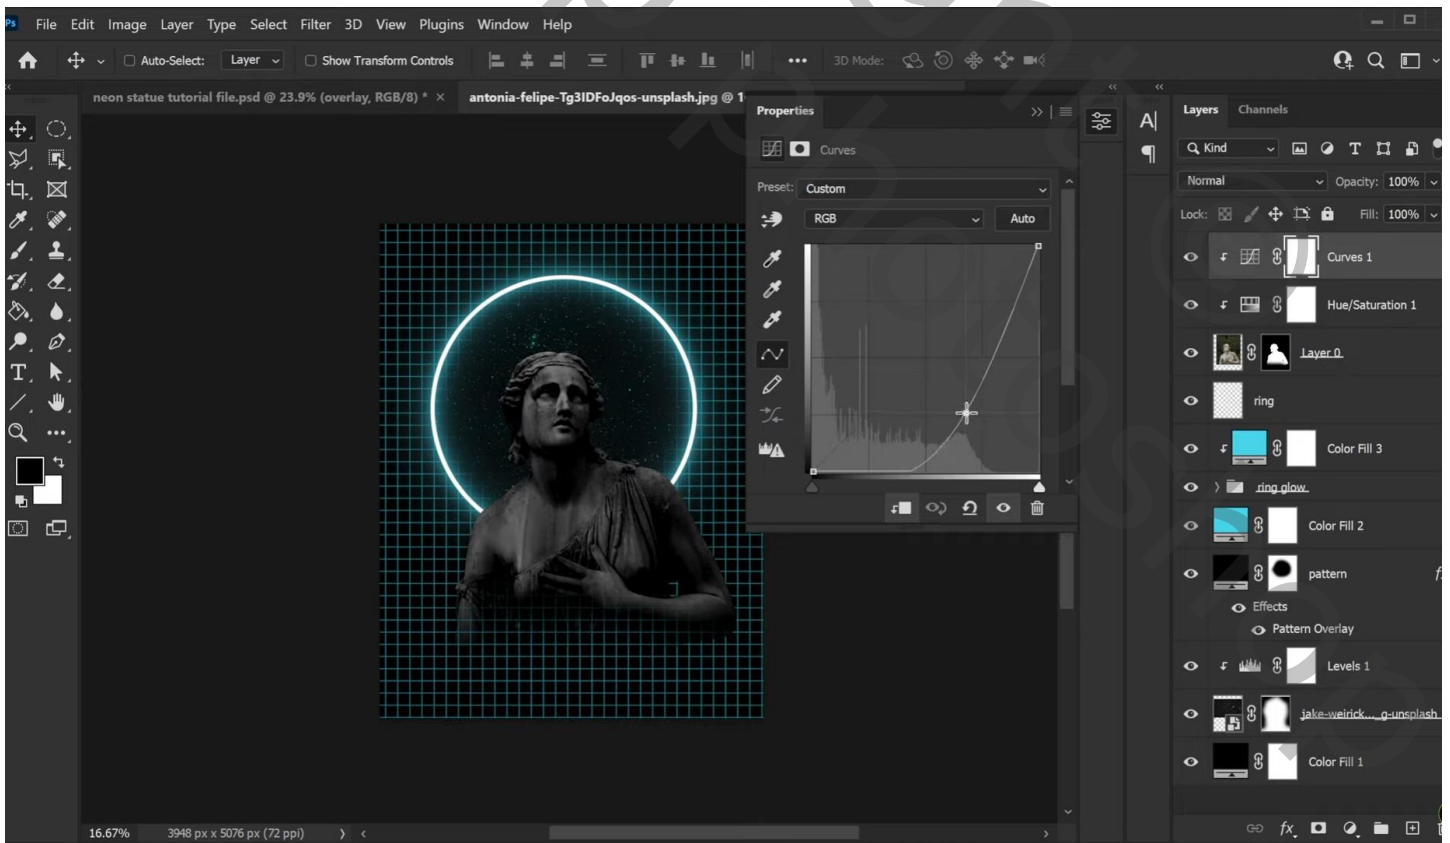 Ps File Edit Image Layer Type Select Filter 3D View Plugins Window Help
Auto-Select: Layer Show Transform Controls 3D Mode:
neon statue tutorial file.psd @ 23.9% (overlay, RGB/8) * × antonia-felipe-Tg3IDFoJqos-unsplash.jpg @ 1
Properties
Curves
Preset: Custom
RGB Auto
A|
Layers Channels
Kind
Normal Opacity: 100%
Lock: Fill: 100%
Curves 1
Hue/Saturation 1
Layer 0
ring
Color Fill 3
ring glow
Color Fill 2
pattern
Effects
Pattern Overlay
Levels 1
jake-weirick..._g-unsplash
Color Fill 1
fx
16.67% 3948 px x 5076 px (72 ppi)